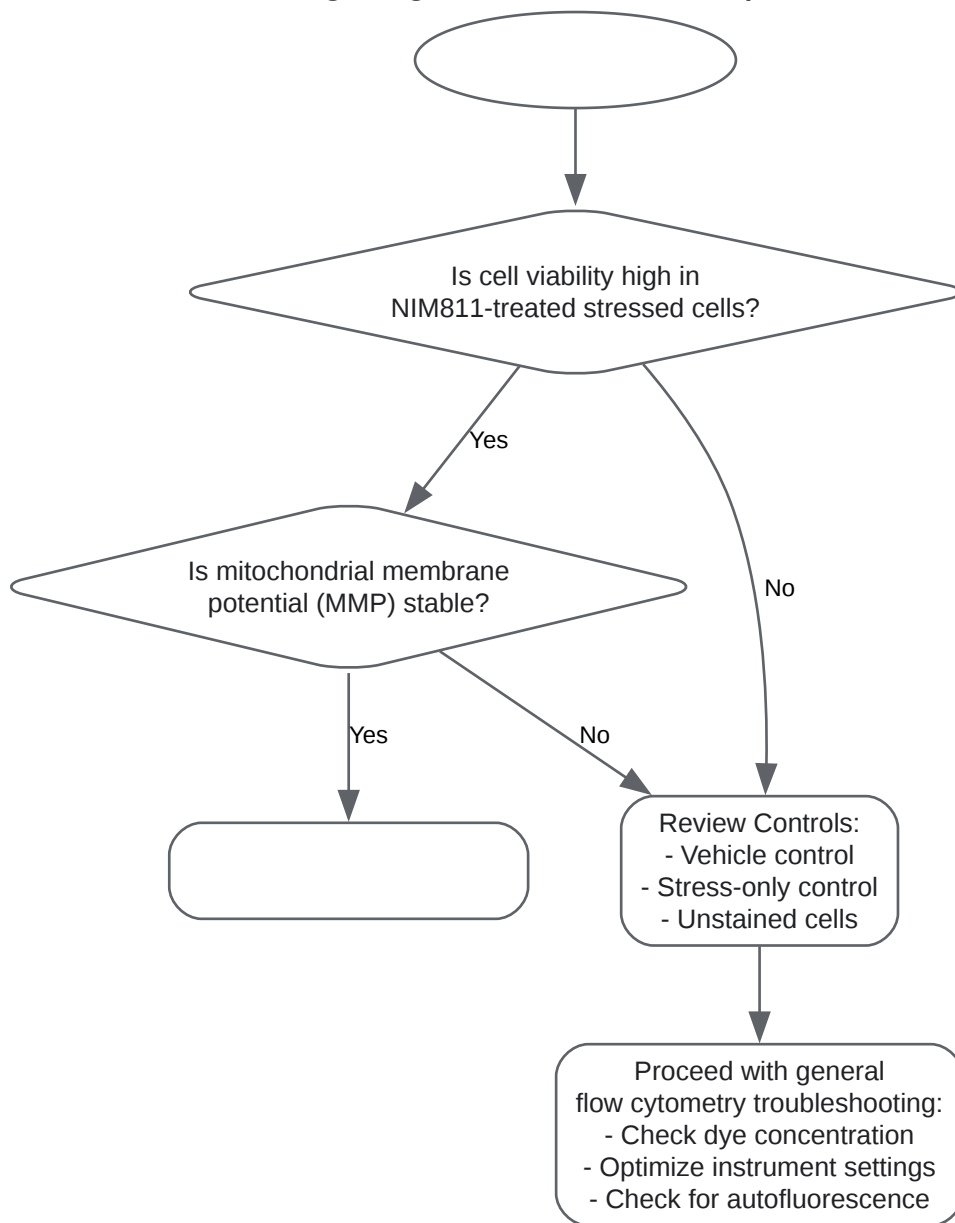 Is cell viability high in
NIM811-treated stressed cells?
Yes
Is mitochondrial membrane
potential (MMP) stable?
No
Yes
No
Review Controls:
- Vehicle control
- Stress-only control
- Unstained cells
Proceed with general
flow cytometry troubleshooting:
- Check dye concentration
- Optimize instrument settings
- Check for autofluorescence